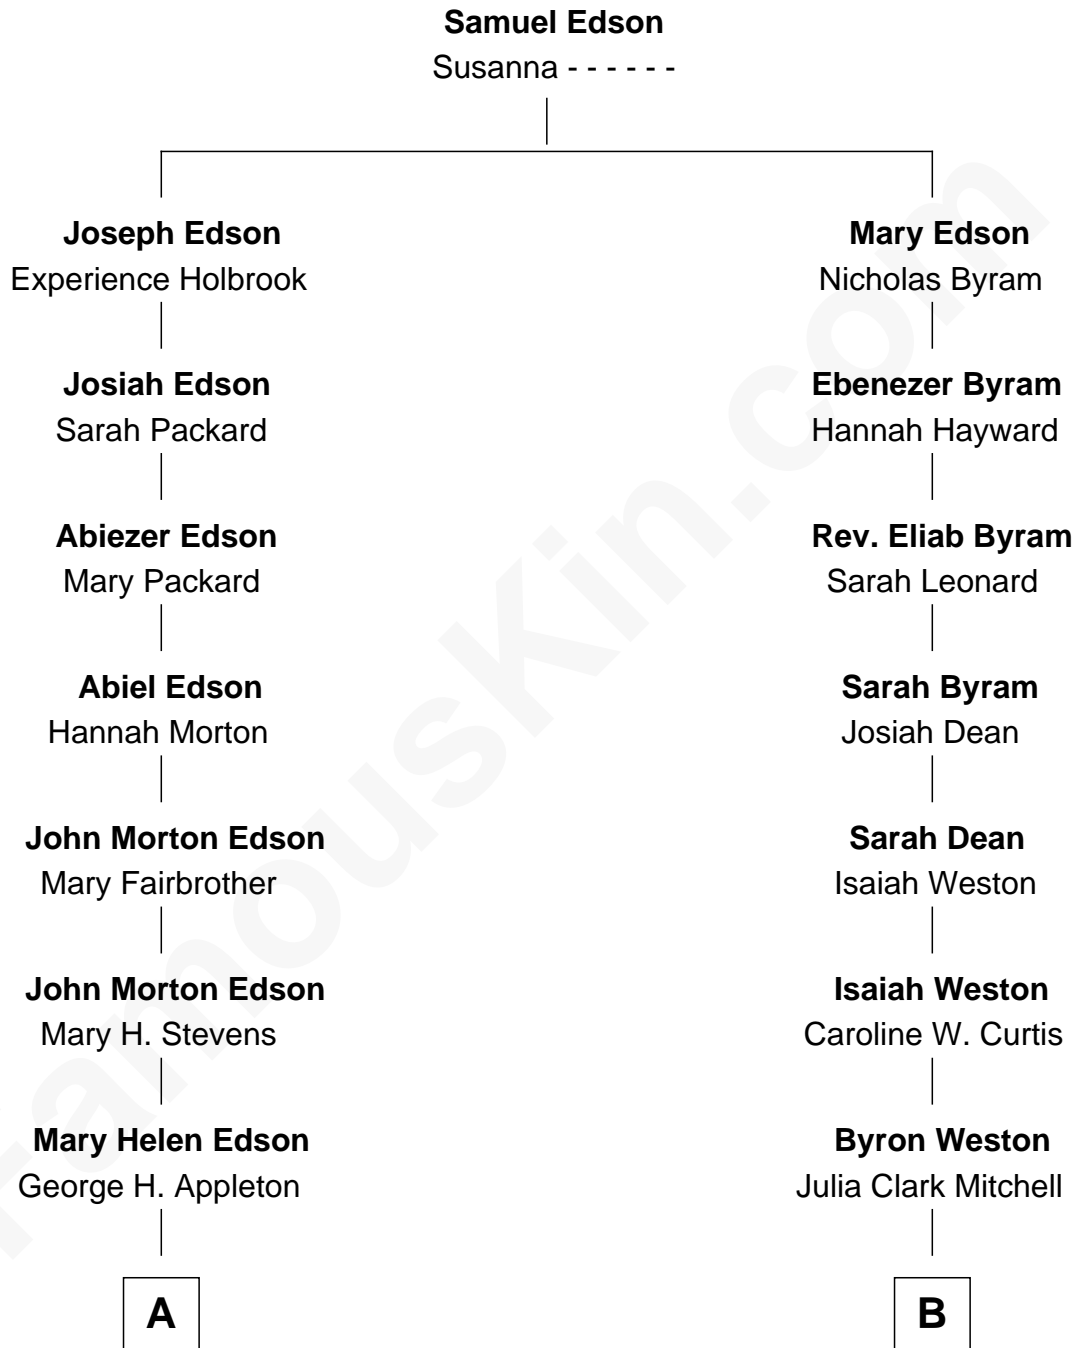 Samuel Edson
Susanna - - - - - -
Joseph Edson
Experience Holbrook
Mary Edson
Nicholas Byram
Josiah Edson
Sarah Packard
Ebenezer Byram
Hannah Hayward
Abiezer Edson
Mary Packard
Rev. Eliab Byram
Sarah Leonard
Abiel Edson
Hannah Morton
Sarah Byram
Josiah Dean
John Morton Edson
Mary Fairbrother
Sarah Dean
Isaiah Weston
John Morton Edson
Mary H. Stevens
Isaiah Weston
Caroline W. Curtis
Mary Helen Edson
George H. Appleton
Byron Weston
Julia Clark Mitchell
A
B
FamousKin.com